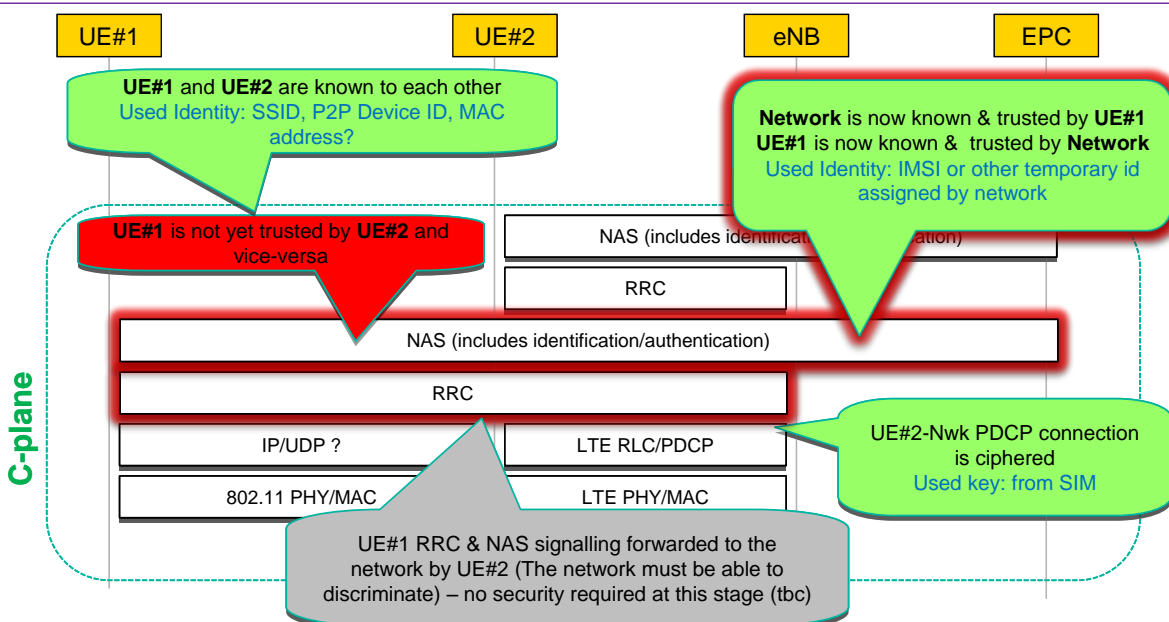 UE#1
UE#2
eNB
EPC
UE#1 and UE#2 are known to each other
Used Identity: SSID, P2P Device ID, MAC
address?
Network is now known & trusted by UE#1
UE#1 is now known & trusted by Network
Used Identity: IMSI or other temporary id
assigned by network
UE#1 is not yet trusted by UE#2 and
vice-versa
NAS (includes identificati cation)
RRC
NAS (includes identification/authentication)
RRC
C-plane
IP/UDP ?
LTE RLC/PDCP
UE#2-Nwk PDCP connection
is ciphered
Used key: from SIM
802.11 PHY/MAC
LTE PHY/MAC
UE#1 RRC & NAS signalling forwarded to the
network by UE#2 (The network must be able to
discriminate) – no security required at this stage (tbc)